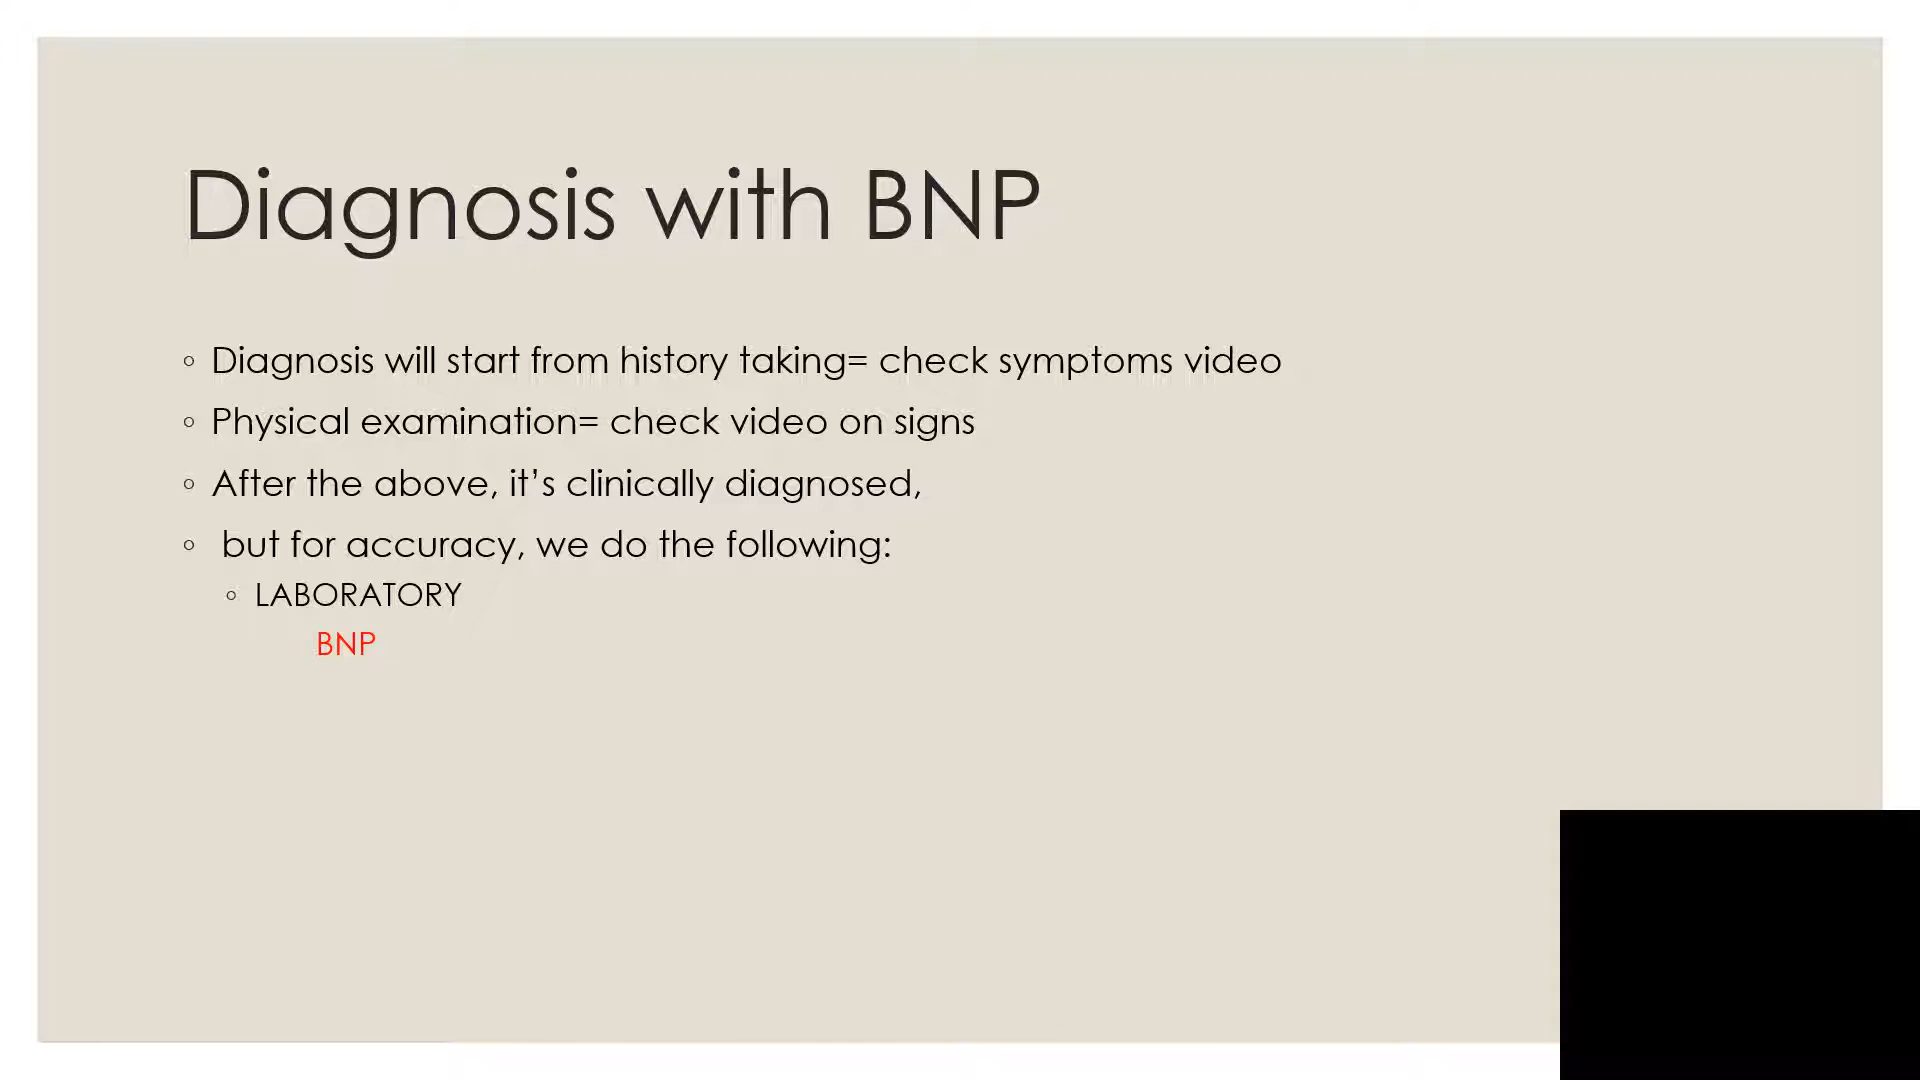 Diagnosis with BNP
◦ Diagnosis will start from history taking= check symptoms video
◦ Physical examination= check video on signs
◦ After the above, it’s clinically diagnosed,
◦ but for accuracy, we do the following:
◦ LABORATORY
BNP